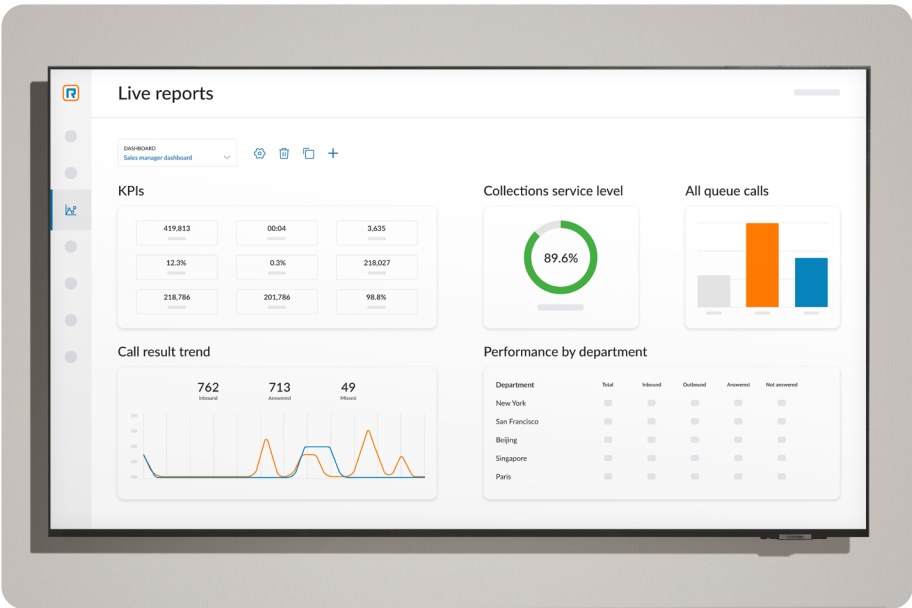 Live reports
DASHBOARD
Sales manager dashboard
KPIs
419,813
00:04
3,635
12.3%
0.3%
218,027
218,786
201,786
98.8%
Collections service level
89.6%
All queue calls
Call result trend
762
713
49
Inbound
Answered
Missed
Performance by department
Department Total Inbound Outbound Answered Not answered
New York
San Francisco
Beijing
Singapore
Paris